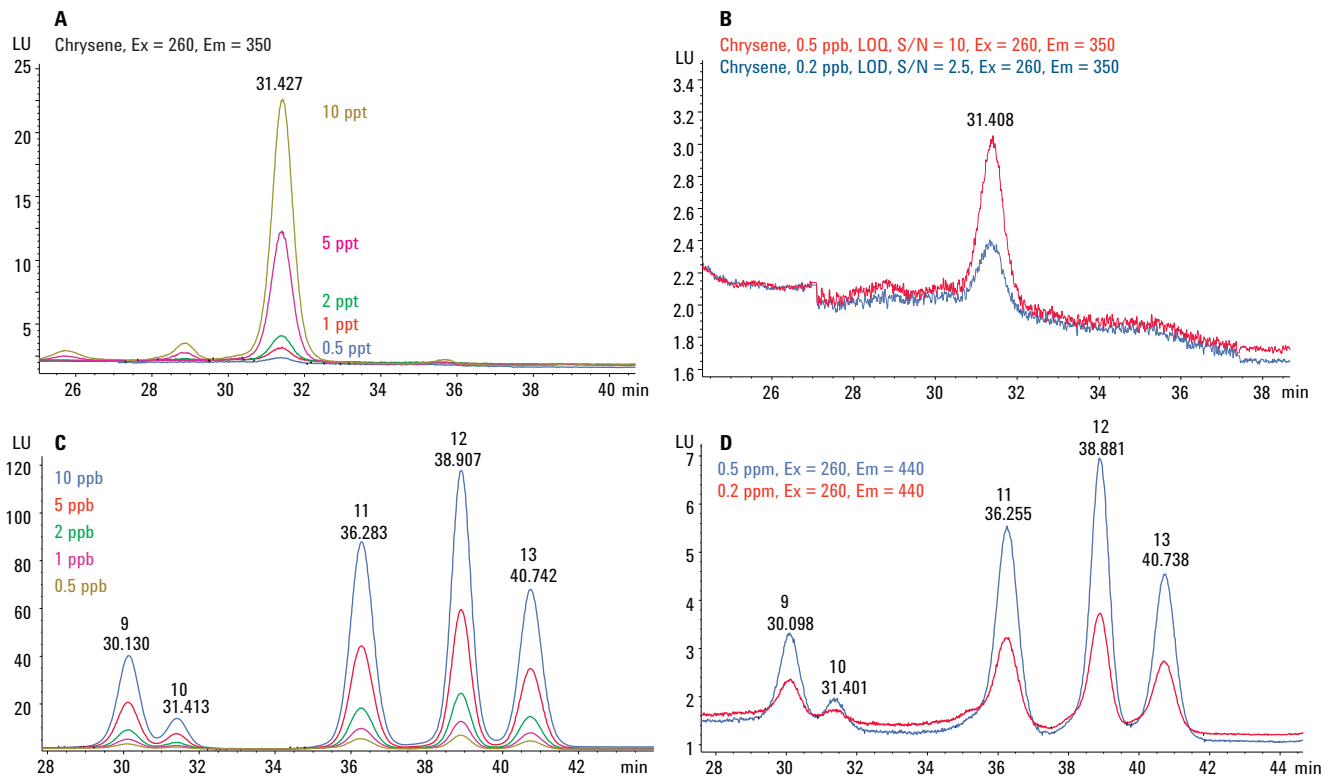 A
Chrysene, Ex = 260, Em = 350
LU
25
20
15
10
5
31.427
10 ppt
5 ppt
2 ppt
1 ppt
0.5 ppt
26 28 30 32 34 36 38 40 min
B
Chrysene, 0.5 ppb, LOQ, S/N = 10, Ex = 260, Em = 350
Chrysene, 0.2 ppb, LOD, S/N = 2.5, Ex = 260, Em = 350
LU
3.4
3.0
2.8
2.6
2.4
2.2
2.0
1.8
1.6
31.408
26 28 30 32 34 36 38 min
C
LU
120
100
80
60
40
20
10 ppb
5 ppb
2 ppb
1 ppb
0.5 ppb
9
30.130
10
31.413
11
36.283
12
38.907
13
40.742
28 30 32 34 36 38 40 42 min
D
0.5 ppm, Ex = 260, Em = 440
0.2 ppm, Ex = 260, Em = 440
LU
7
6
5
4
3
2
1
9
30.098
10
31.401
11
36.255
12
38.881
13
40.738
28 30 32 34 36 38 40 42 44 min